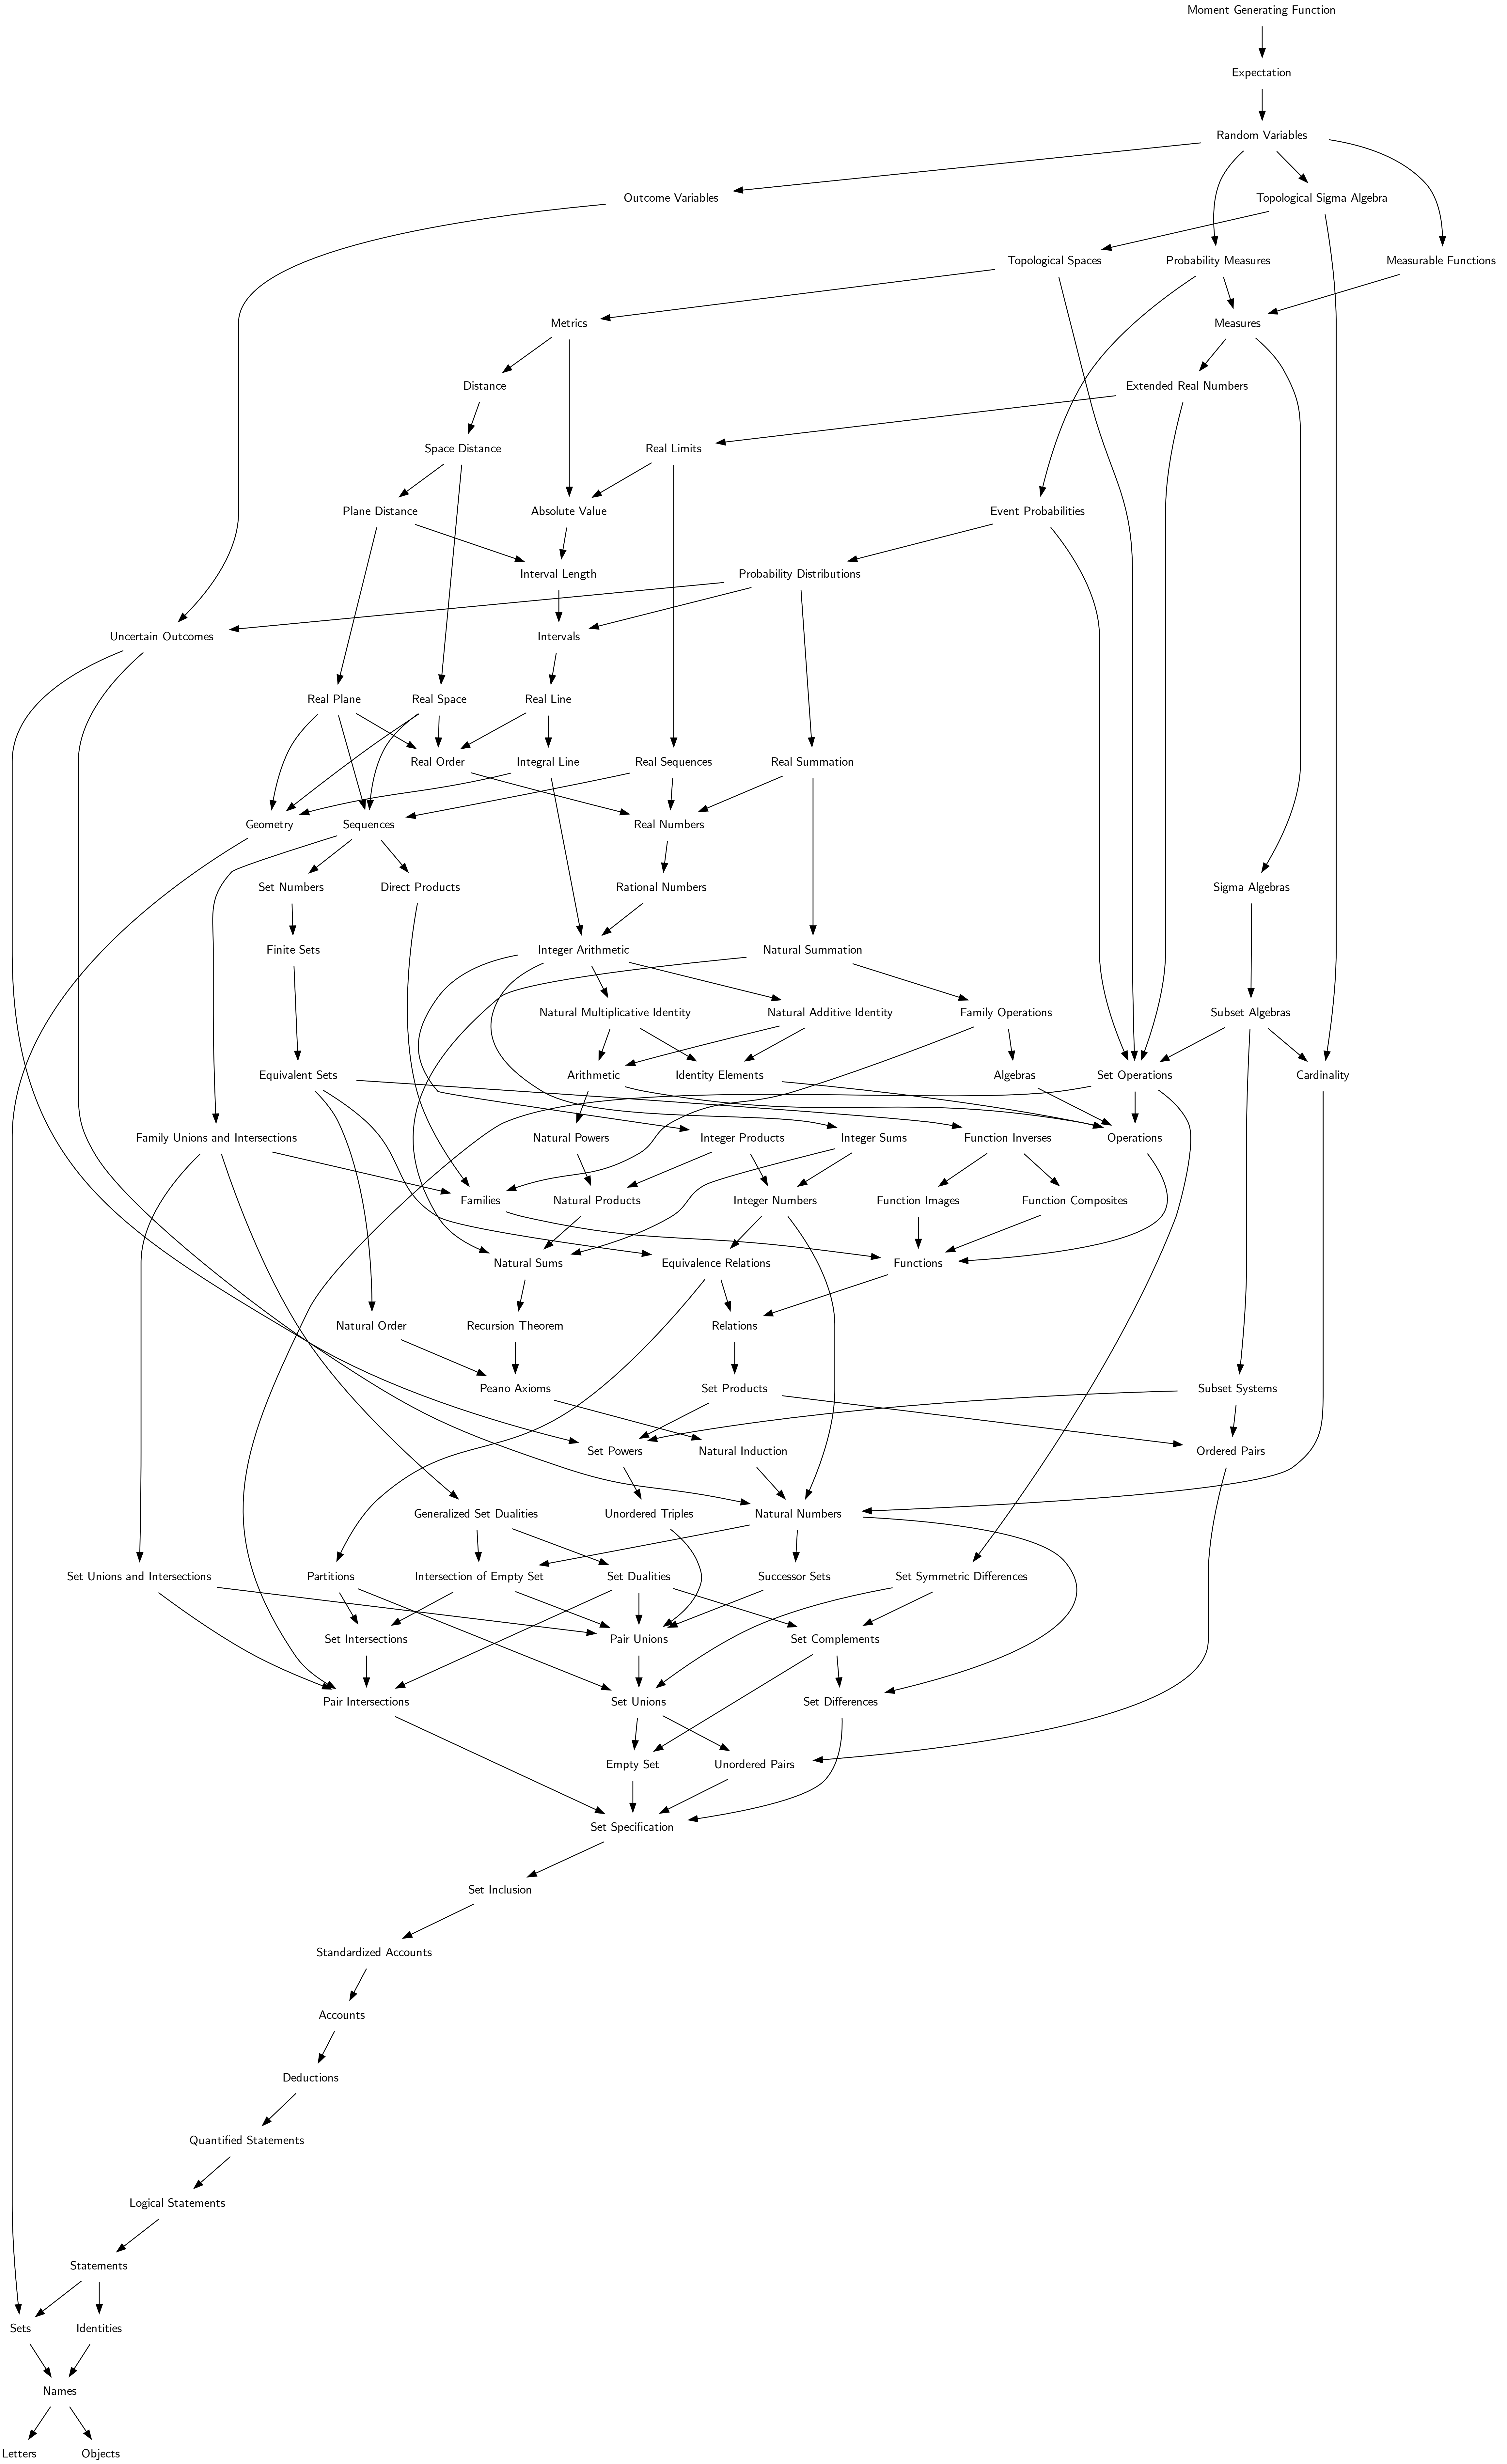 Moment Generating Function
Expectation
Random Variables
Outcome Variables
Topological Sigma Algebra
Topological Spaces
Probability Measures
Measurable Functions
Metrics
Measures
Distance
Extended Real Numbers
Space Distance
Real Limits
Plane Distance
Absolute Value
Event Probabilities
Interval Length
Probability Distributions
Uncertain Outcomes
Intervals
Real Plane
Real Space
Real Line
Real Order
Integral Line
Real Sequences
Real Summation
Geometry
Sequences
Real Numbers
Set Numbers
Direct Products
Rational Numbers
Sigma Algebras
Finite Sets
Integer Arithmetic
Natural Summation
Natural Multiplicative Identity
Natural Additive Identity
Family Operations
Subset Algebras
Equivalent Sets
Arithmetic
Identity Elements
Algebras
Set Operations
Cardinality
Family Unions and Intersections
Natural Powers
Integer Products
Integer Sums
Function Inverses
Operations
Families
Natural Products
Integer Numbers
Function Images
Function Composites
Natural Sums
Equivalence Relations
Functions
Natural Order
Recursion Theorem
Relations
Peano Axioms
Set Products
Subset Systems
Set Powers
Natural Induction
Ordered Pairs
Generalized Set Dualities
Unordered Triples
Natural Numbers
Set Unions and Intersections
Partitions
Intersection of Empty Set
Set Dualities
Successor Sets
Set Symmetric Differences
Set Intersections
Pair Unions
Set Complements
Pair Intersections
Set Unions
Set Differences
Empty Set
Unordered Pairs
Set Specification
Set Inclusion
Standardized Accounts
Accounts
Deductions
Quantified Statements
Logical Statements
Statements
Sets
Identities
Names
Letters
Objects